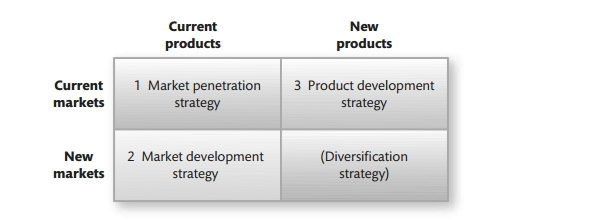 Current
products
New
products
Current
markets
1 Market penetration
strategy
3 Product development
strategy
New
markets
2 Market development
strategy
(Diversification
strategy)